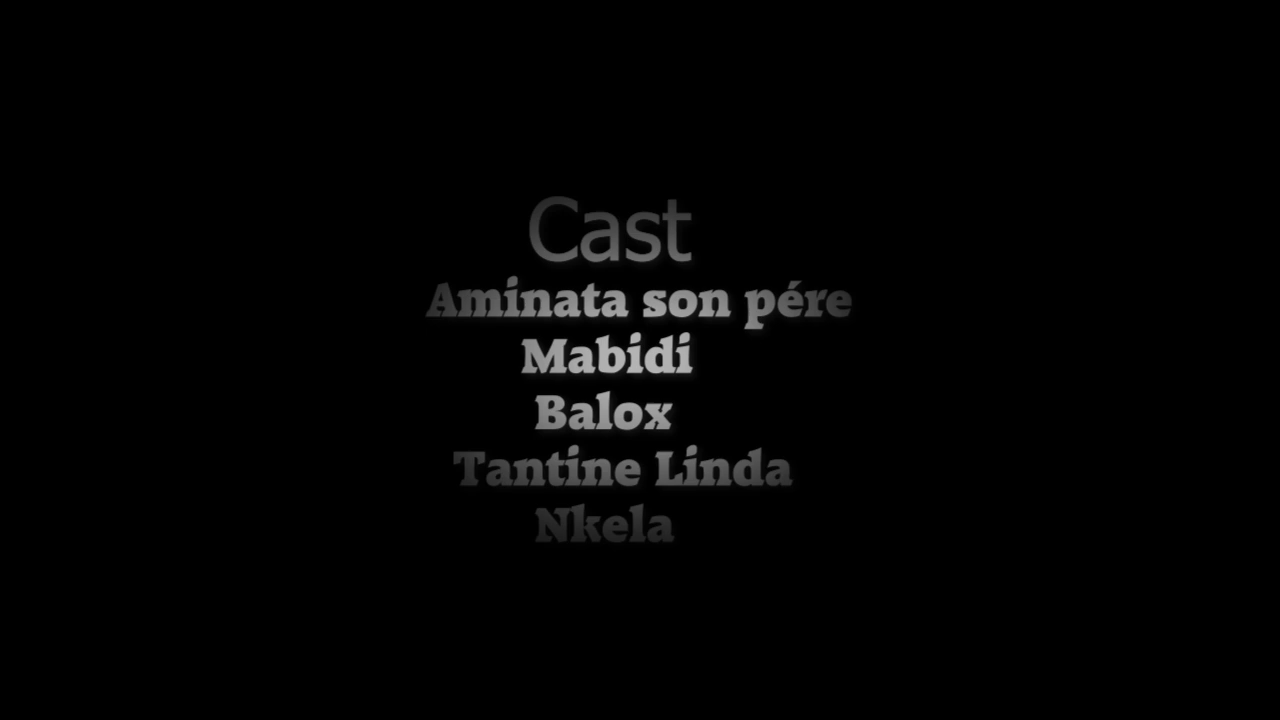 Cast
Aminata son pére
Mabidi
Balox
Tantine Linda
Nkela